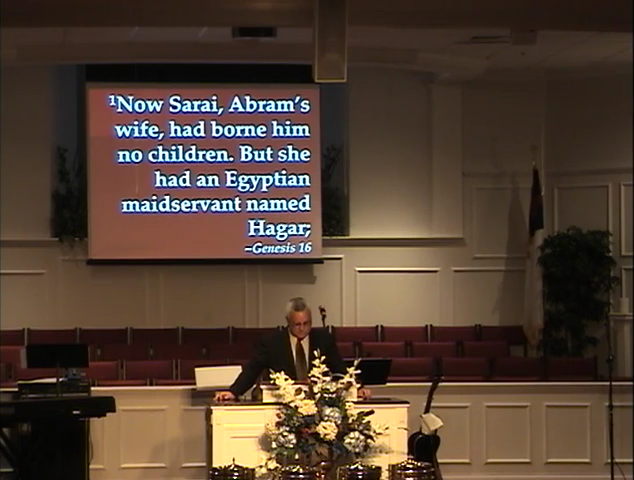 ¹Now Sarai, Abram's
wife, had borne him
no children. But she
had an Egyptian
maidservant named
Hagar;
–Genesis 16